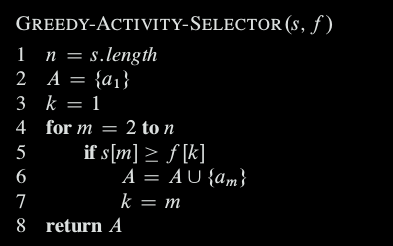 GREEDY-ACTIVITY-SELECTOR(s, f)
1 n = s.length
2 A = {a₁}
3 k = 1
4 for m = 2 to n
5 if s[m] ≥ f[k]
6 A = A ∪ {aₘ}
7 k = m
8 return A